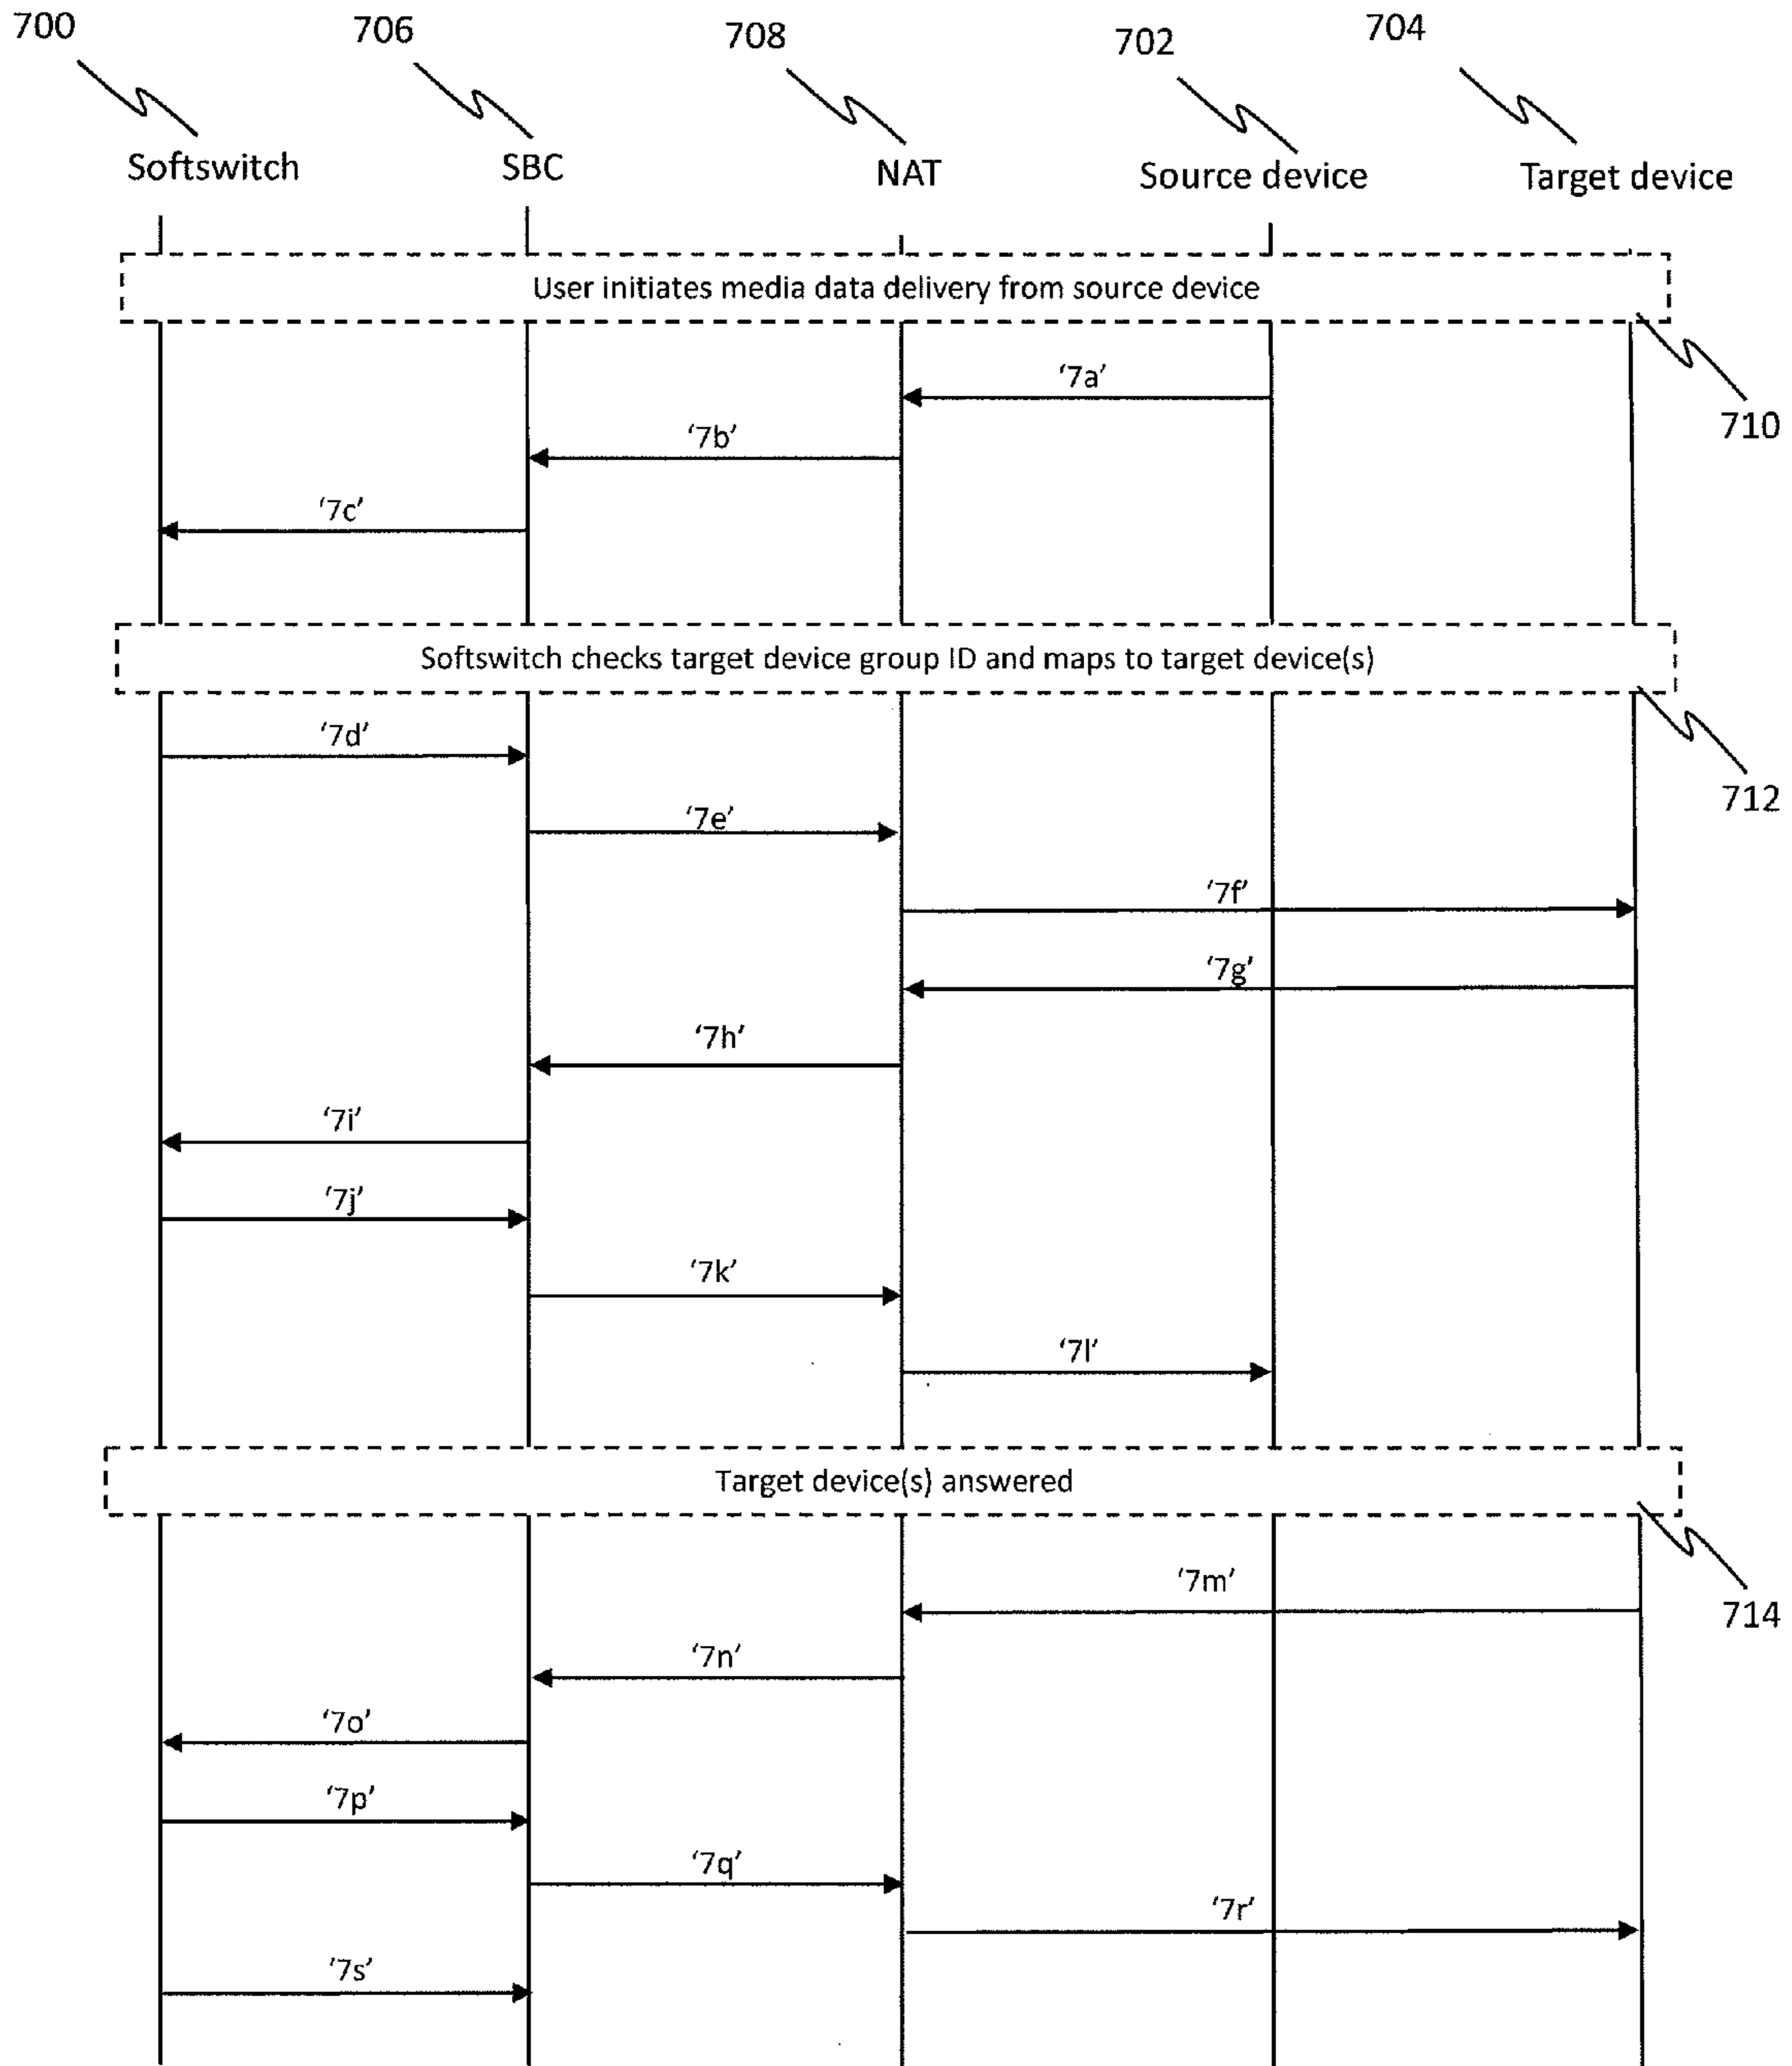 700
706
708
702
704
Softswitch
SBC
NAT
Source device
Target device
User initiates media data delivery from source device
710
‘7a’
‘7b’
‘7c’
Softswitch checks target device group ID and maps to target device(s)
712
‘7d’
‘7e’
‘7f’
‘7g’
‘7h’
‘7i’
‘7j’
‘7k’
‘7l’
Target device(s) answered
714
‘7m’
‘7n’
‘7o’
‘7p’
‘7q’
‘7r’
‘7s’